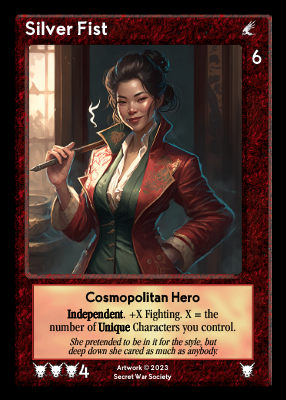 Silver Fist
6
Cosmopolitan Hero
Independent. +X Fighting. X = the
number of Unique Characters you control.
She pretended to be in it for the style, but
deep down she cared as much as anybody.
4
Artwork © 2023
Secret War Society